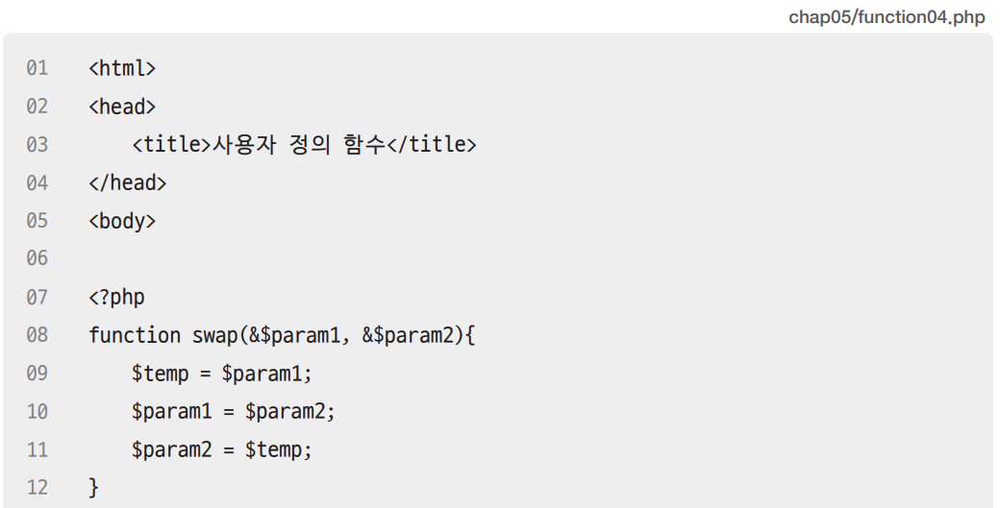 chap05/function04.php
01 <html>
02 <head>
03     <title>사용자 정의 함수</title>
04 </head>
05 <body>
06
07 <?php
08 function swap(&$param1, &$param2){
09     $temp = $param1;
10     $param1 = $param2;
11     $param2 = $temp;
12 }